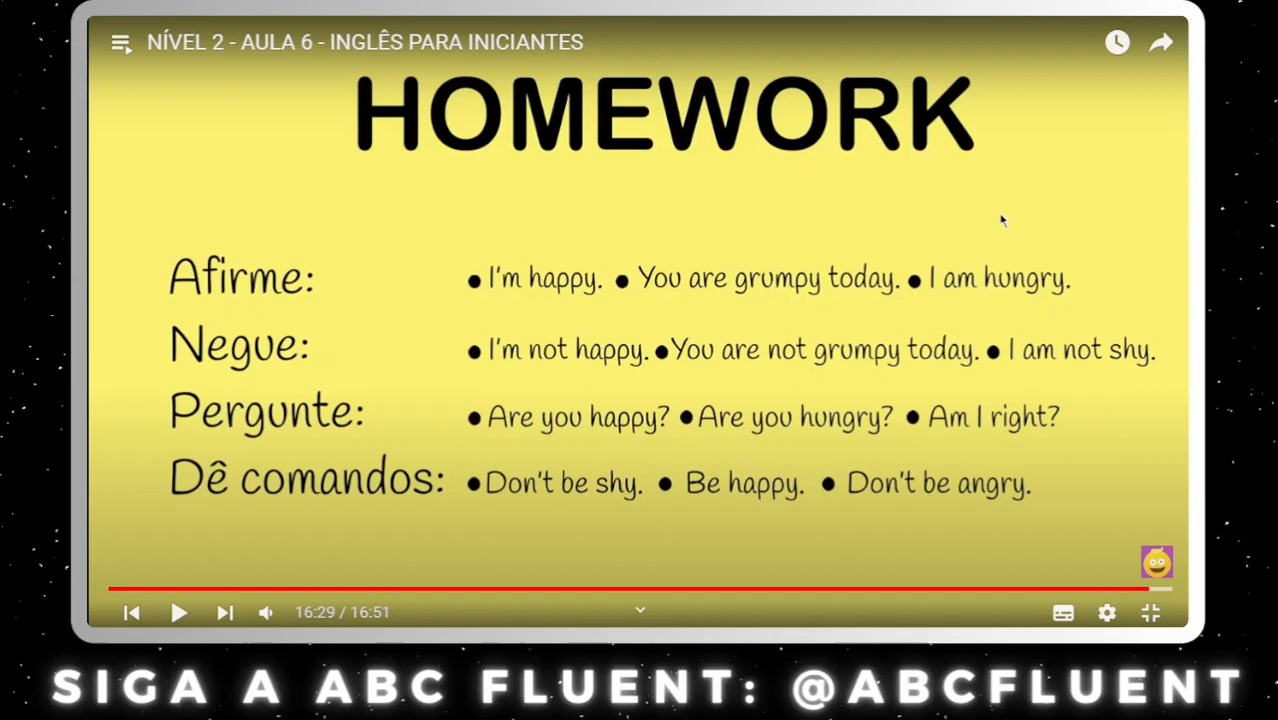 NÍVEL 2 - AULA 6 - INGLÊS PARA INICIANTES
HOMEWORK
Afirme: • I'm happy. • You are grumpy today. • I am hungry.
Negue: • I'm not happy. • You are not grumpy today. • I am not shy.
Pergunte: • Are you happy? • Are you hungry? • Am I right?
Dê comandos: • Don't be shy. • Be happy. • Don't be angry.
16:29 / 16:51
SIGA A ABC FLUENT: @ABCFLUENT